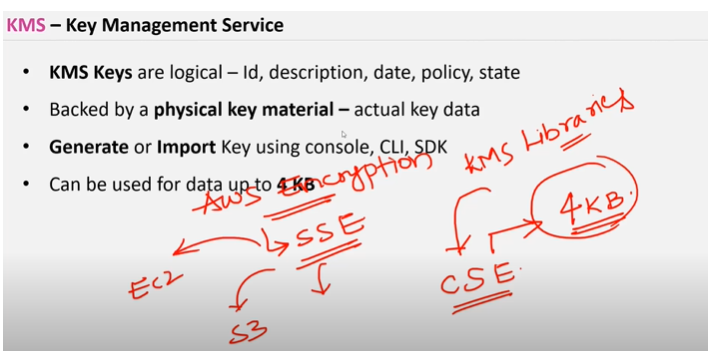 KMS – Key Management Service
• KMS Keys are logical – Id, description, date, policy, state
• Backed by a physical key material – actual key data
• Generate or Import Key using console, CLI, SDK
• Can be used for data up to 4 KB
AWS Encryption
KMS Libraries
SSE
4KB
EC2
CSE
S3